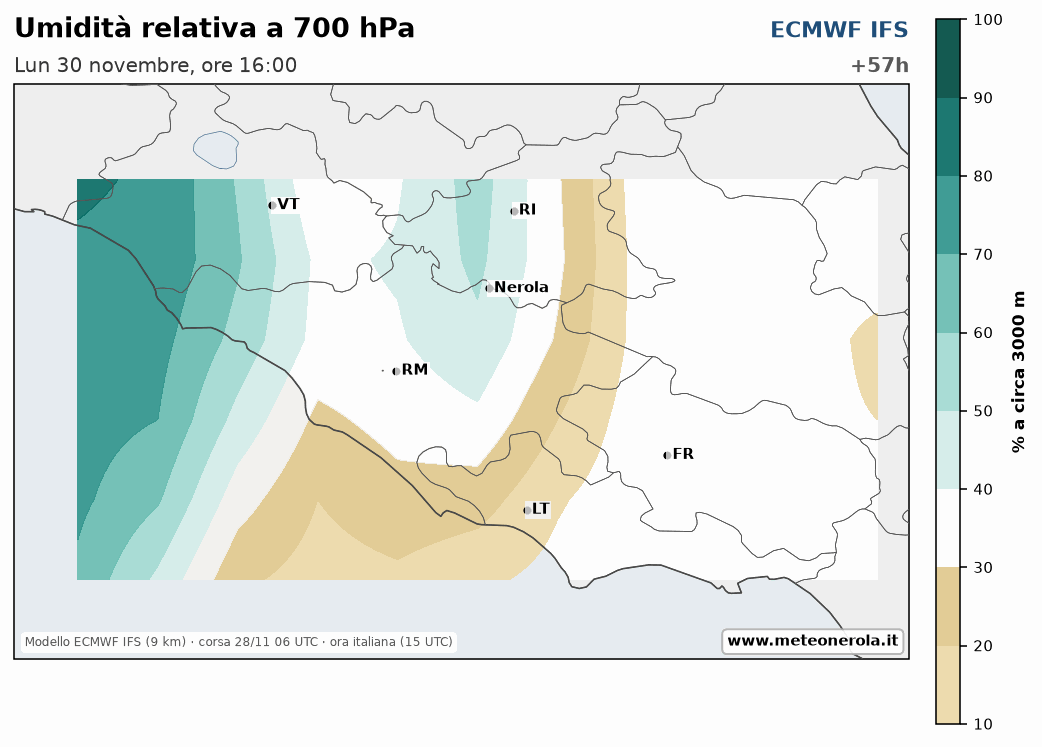 Umidità relativa a 700 hPa
ECMWF IFS
Lun 30 novembre, ore 16:00
+57h
100
90
80
70
60
50
40
30
20
10
% a circa 3000 m
VT
RI
Nerola
RM
FR
LT
Modello ECMWF IFS (9 km) · corsa 28/11 06 UTC · ora italiana (15 UTC)
www.meteonerola.it